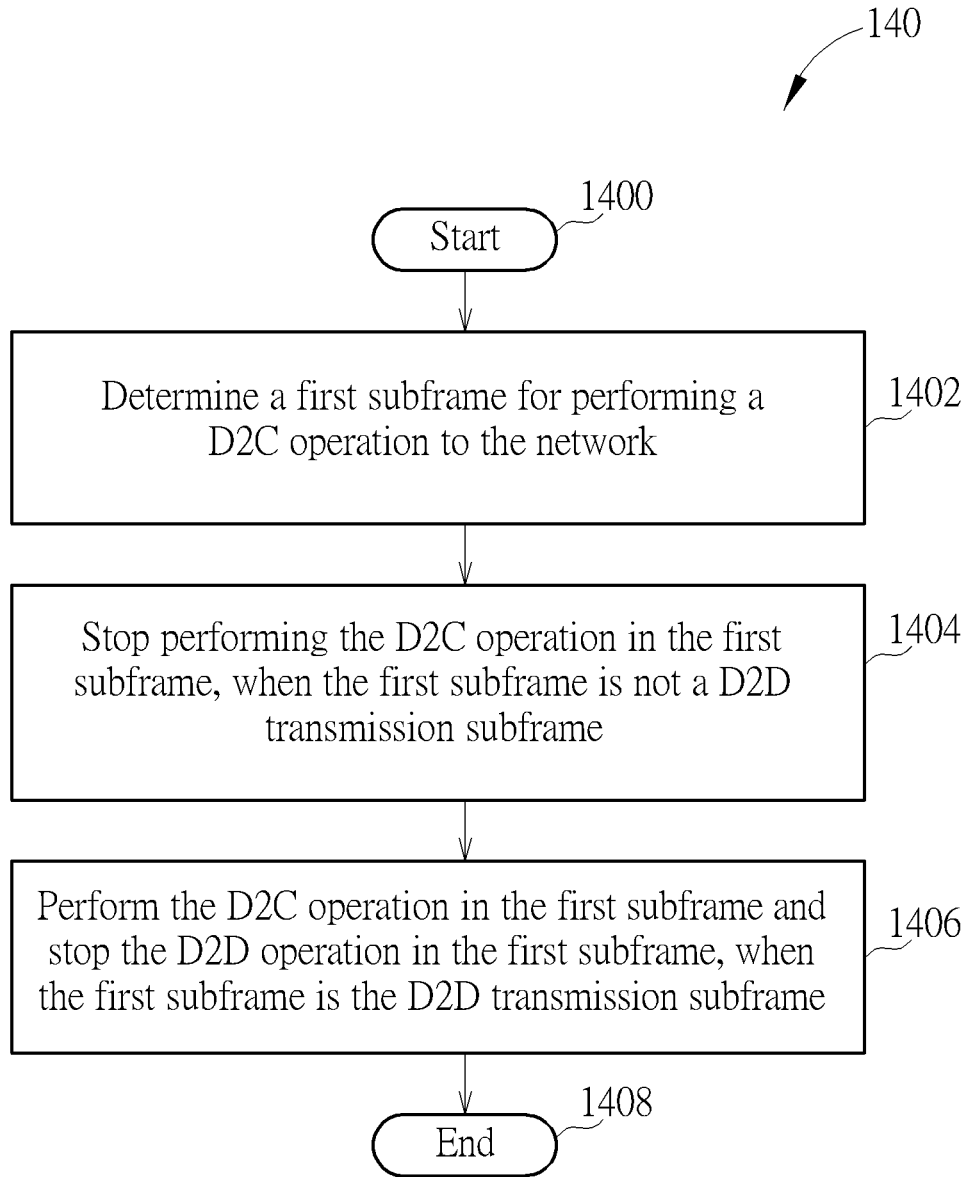 140
1400
Start
Determine a first subframe for performing a
D2C operation to the network
1402
Stop performing the D2C operation in the first
subframe, when the first subframe is not a D2D
transmission subframe
1404
Perform the D2C operation in the first subframe and
stop the D2D operation in the first subframe, when
the first subframe is the D2D transmission subframe
1406
1408
End